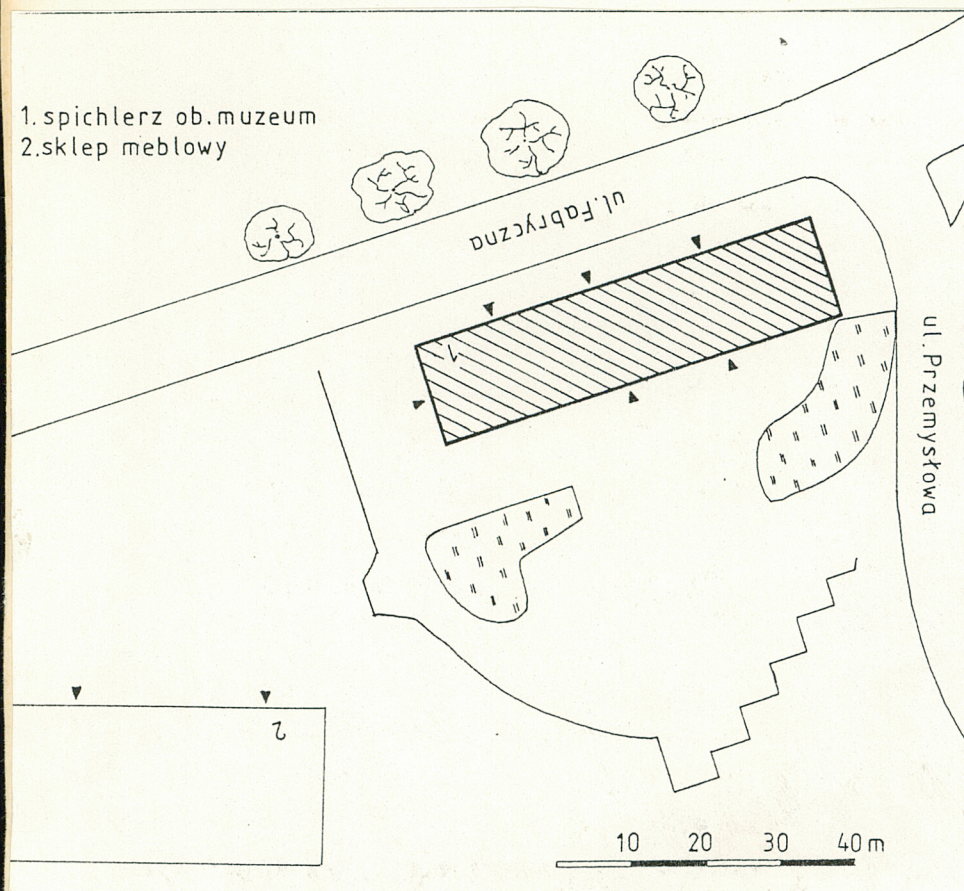 1. spichlerz ob. muzeum
2. sklep meblowy
ul. Fabryczna
1
ul. Przemysłowa
2
10 20 30 40 m